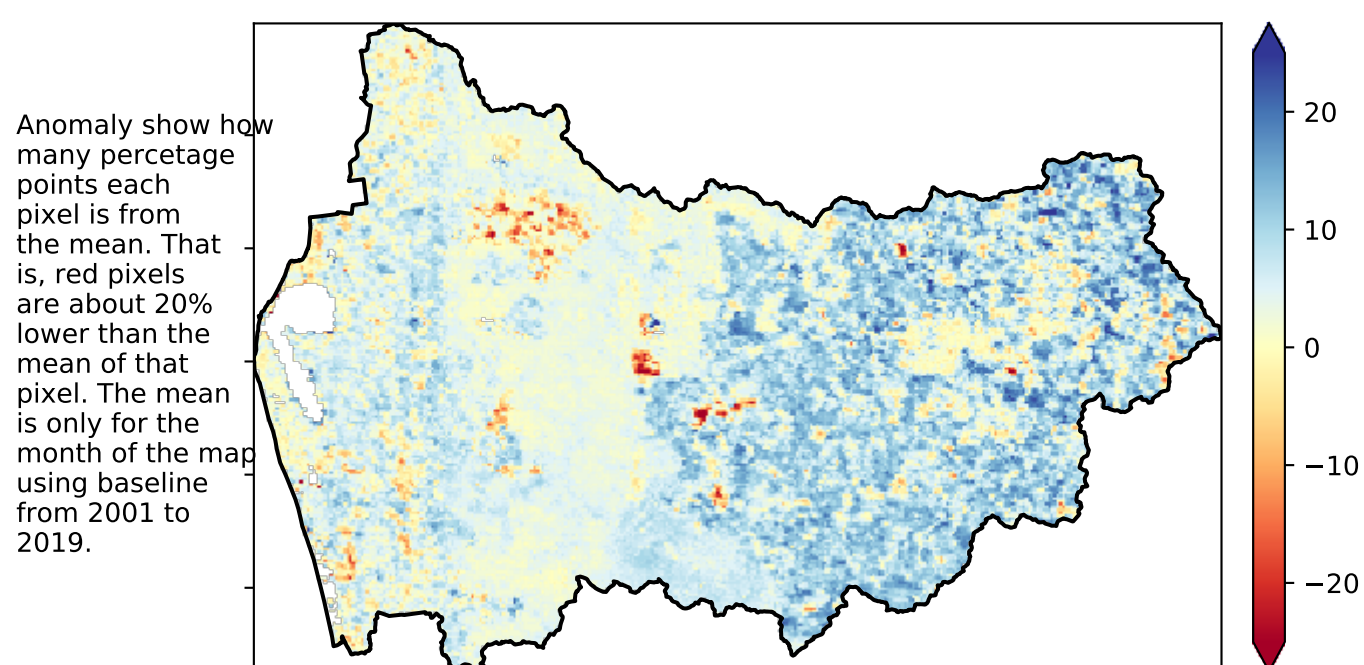 Anomaly show how
many percetage
points each
pixel is from
the mean. That
is, red pixels
are about 20%
lower than the
mean of that
pixel. The mean
is only for the
month of the map
using baseline
from 2001 to
2019.
20
10
0
−10
−20